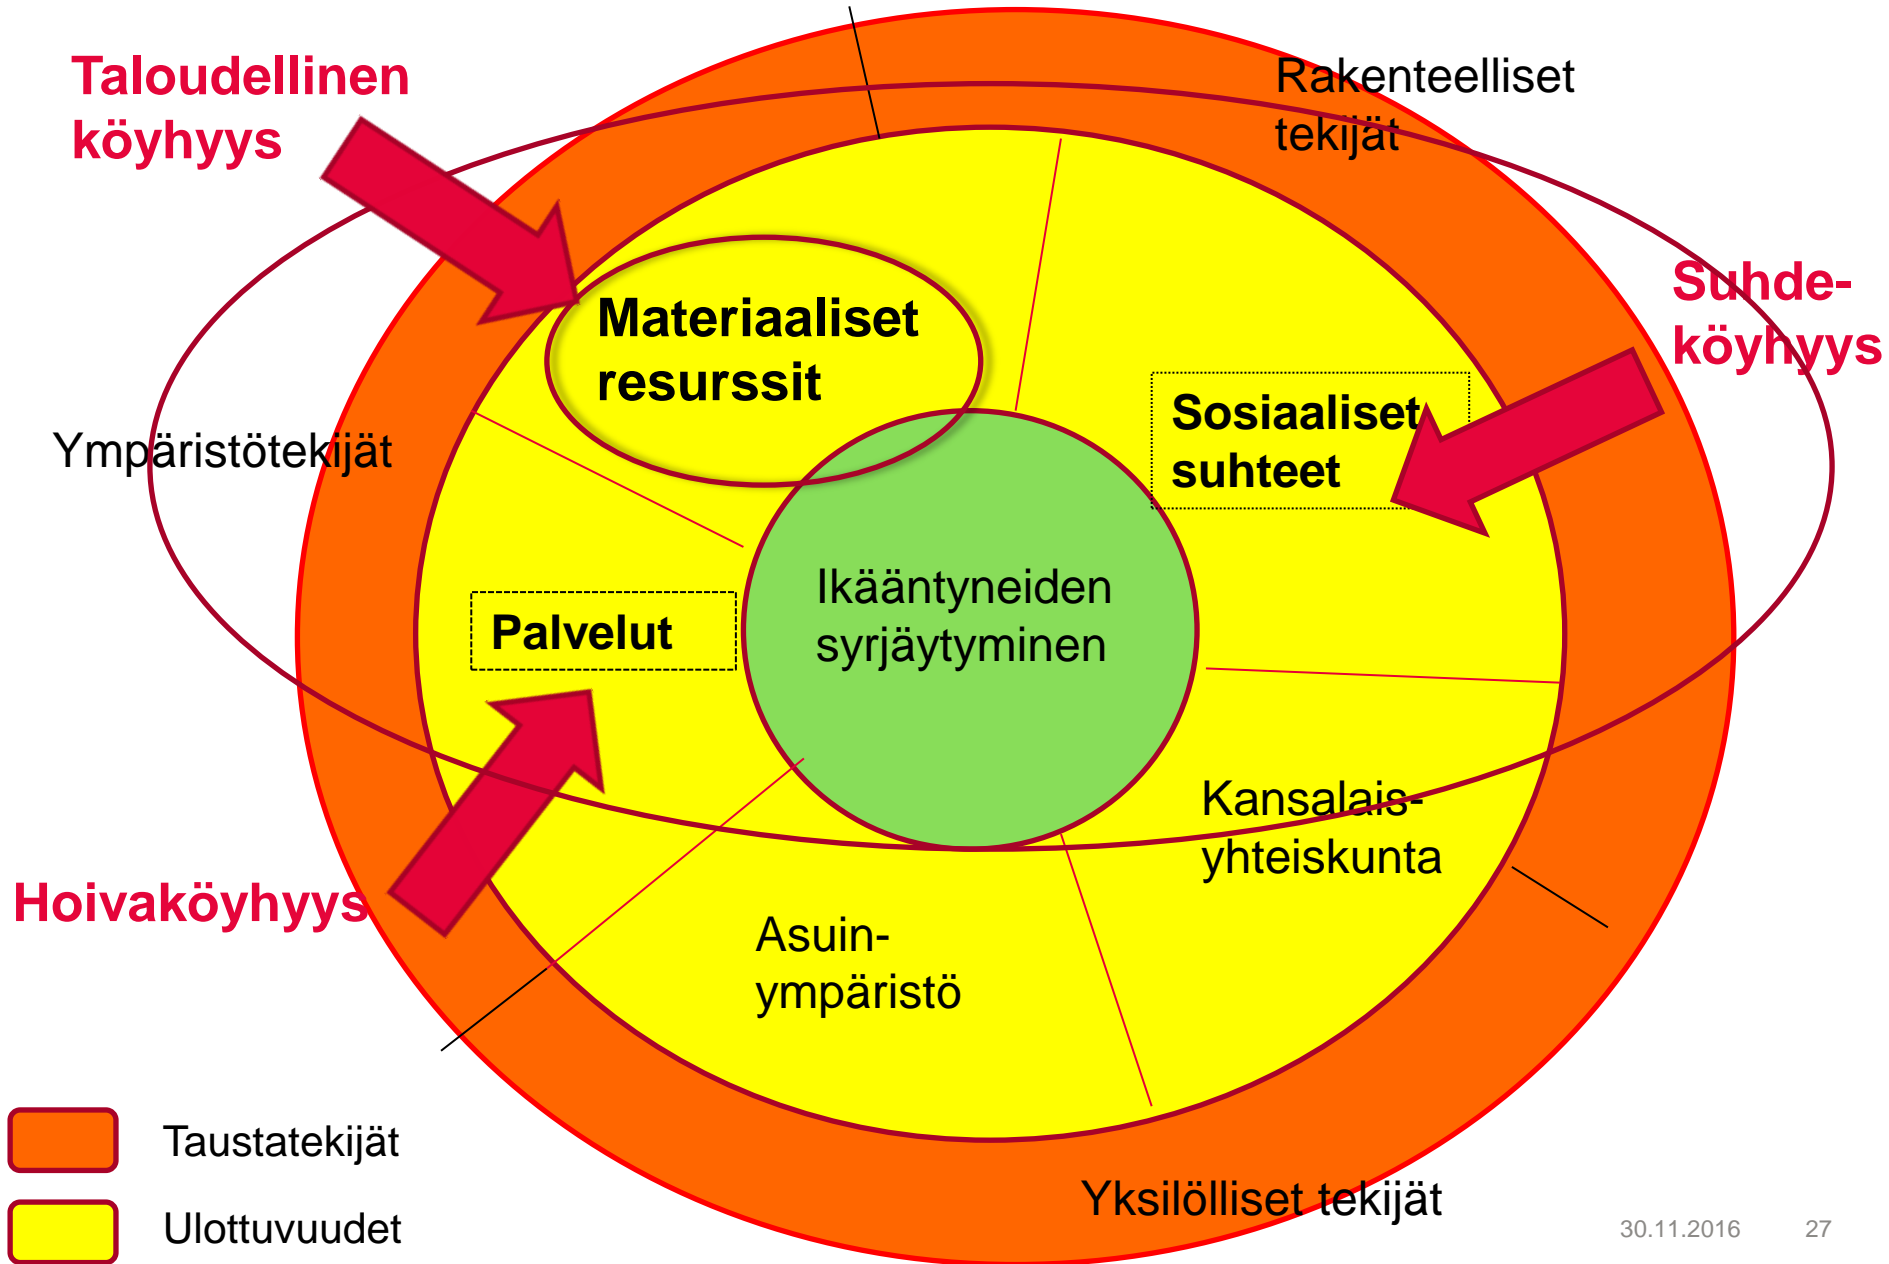 Taloudellinen
köyhyys
Rakenteelliset
tekijät
Suhde-
köyhyys
Materiaaliset
resurssit
Sosiaaliset
suhteet
Ympäristötekijät
Ikääntyneiden
syrjäytyminen
Palvelut
Kansalais-
yhteiskunta
Hoivaköyhyys
Asuin-
ympäristö
Taustatekijät
Yksilölliset tekijät
Ulottuvuudet
30.11.2016 27